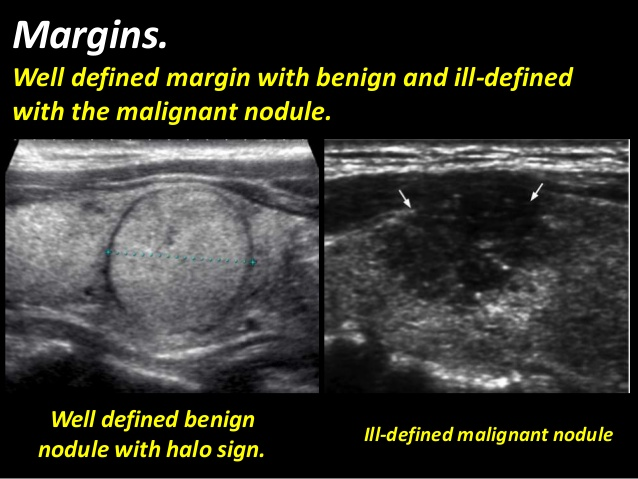 Margins.
Well defined margin with benign and ill-defined
with the malignant nodule.
Well defined benign
nodule with halo sign.
Ill-defined malignant nodule